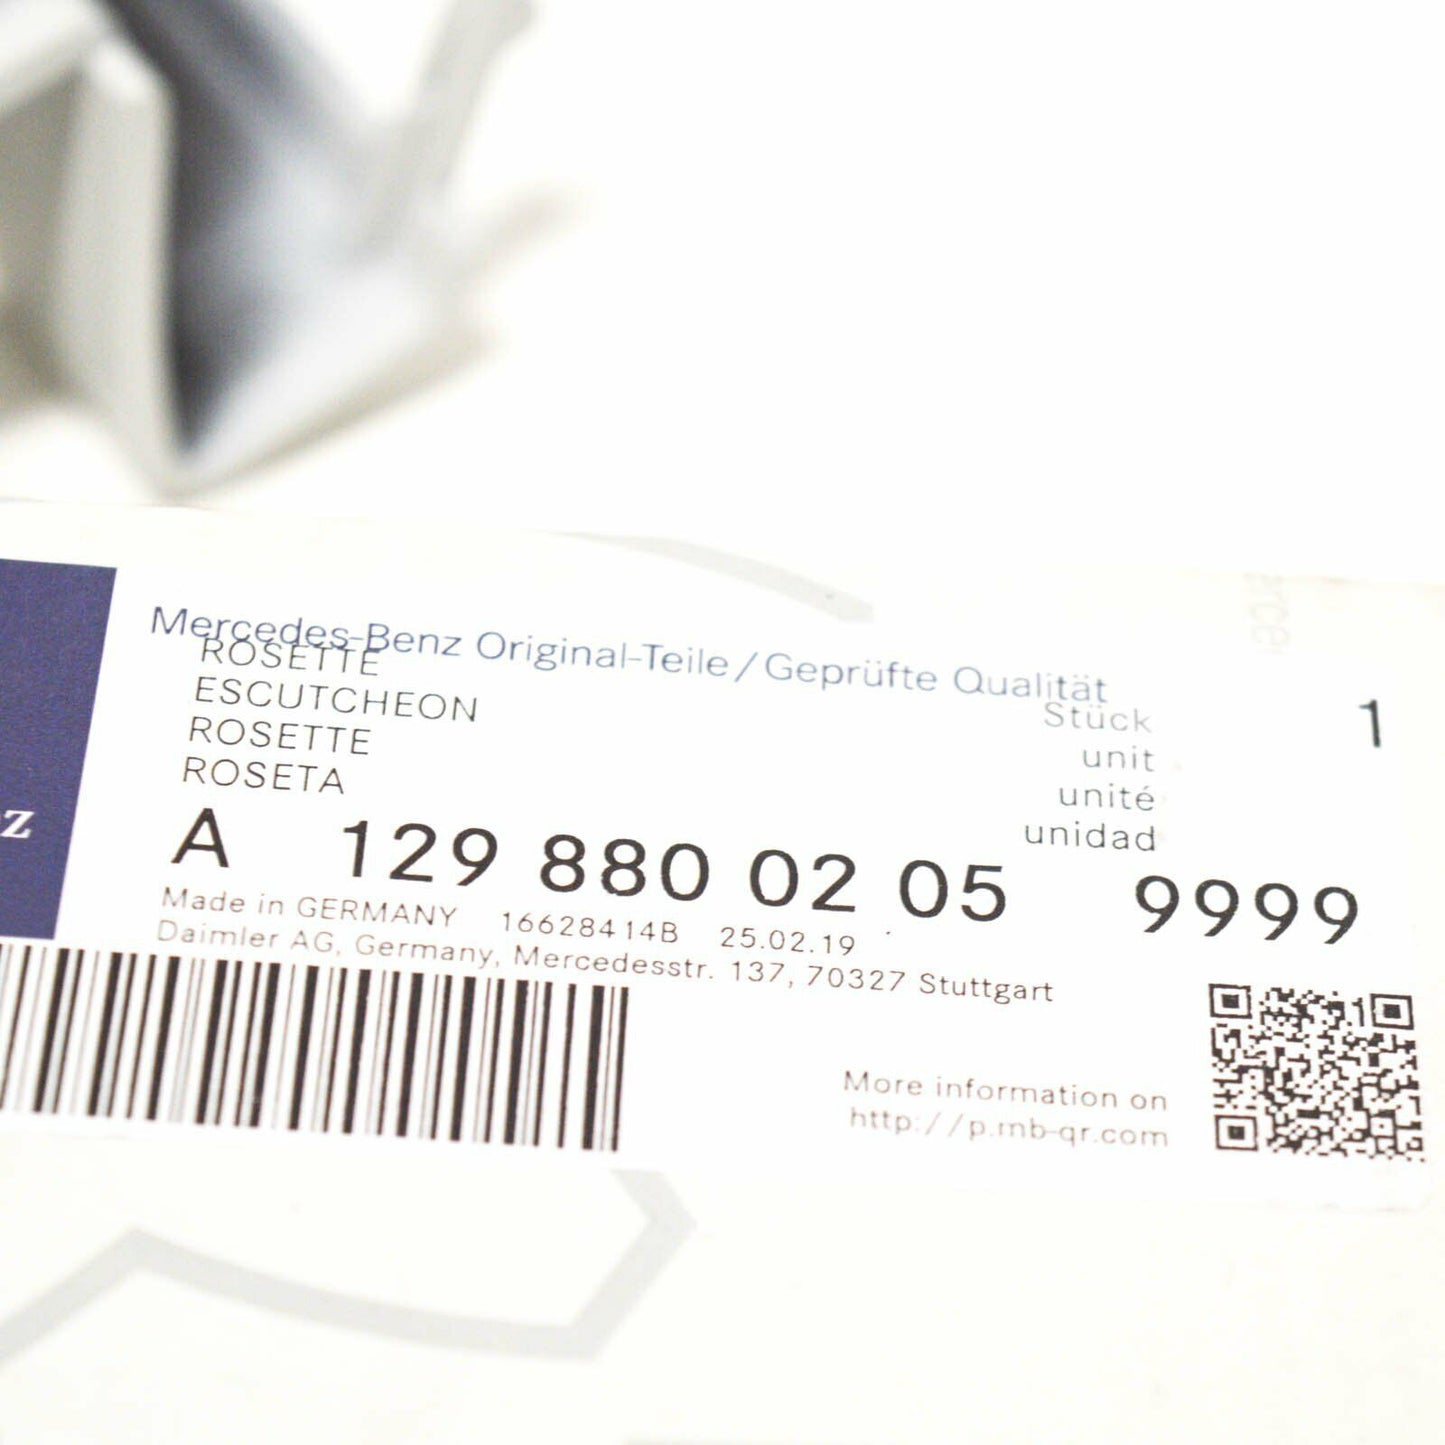 Mercedes-Benz Original-Teile/Geprüfte Qualität
ROSETTE
ESCUTCHEON
ROSETTE
ROSETA
Stück 1
unit
unité
unidad
A 129 880 02 05 9999
Made in GERMANY 16628414B 25.02.19
Daimler AG, Germany, Mercedesstr. 137, 70327 Stuttgart
More information on
http://p.mb-qr.com
z